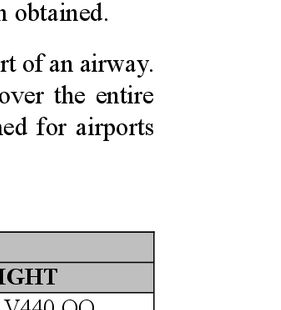 n obtained.
rt of an airway.
over the entire
ned for airports
IGHT
V440 OO